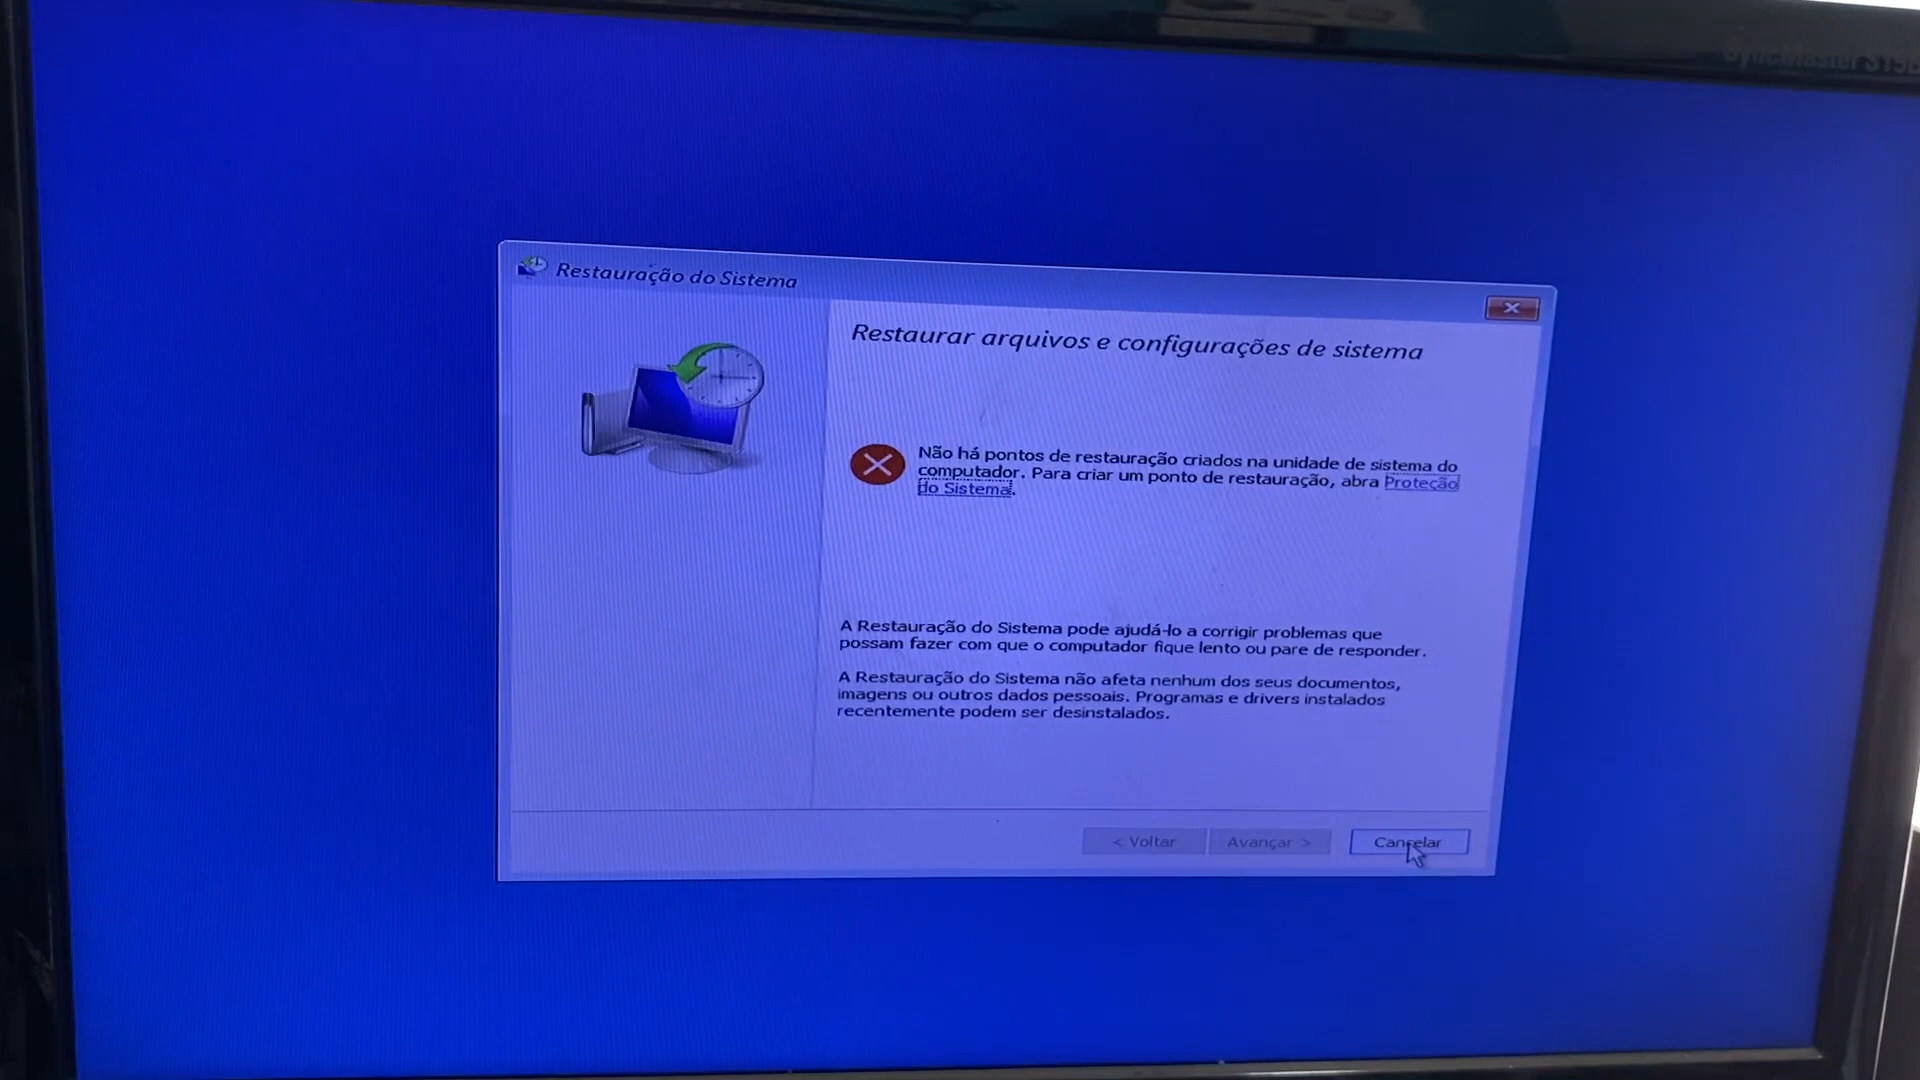 SyncMaster
Restauração do Sistema
Restaurar arquivos e configurações de sistema
Não há pontos de restauração criados na unidade de sistema do
computador. Para criar um ponto de restauração, abra Proteção
do Sistema.
A Restauração do Sistema pode ajudá-lo a corrigir problemas que
possam fazer com que o computador fique lento ou pare de responder.
A Restauração do Sistema não afeta nenhum dos seus documentos,
imagens ou outros dados pessoais. Programas e drivers instalados
recentemente podem ser desinstalados.
< Voltar
Avançar >
Cancelar